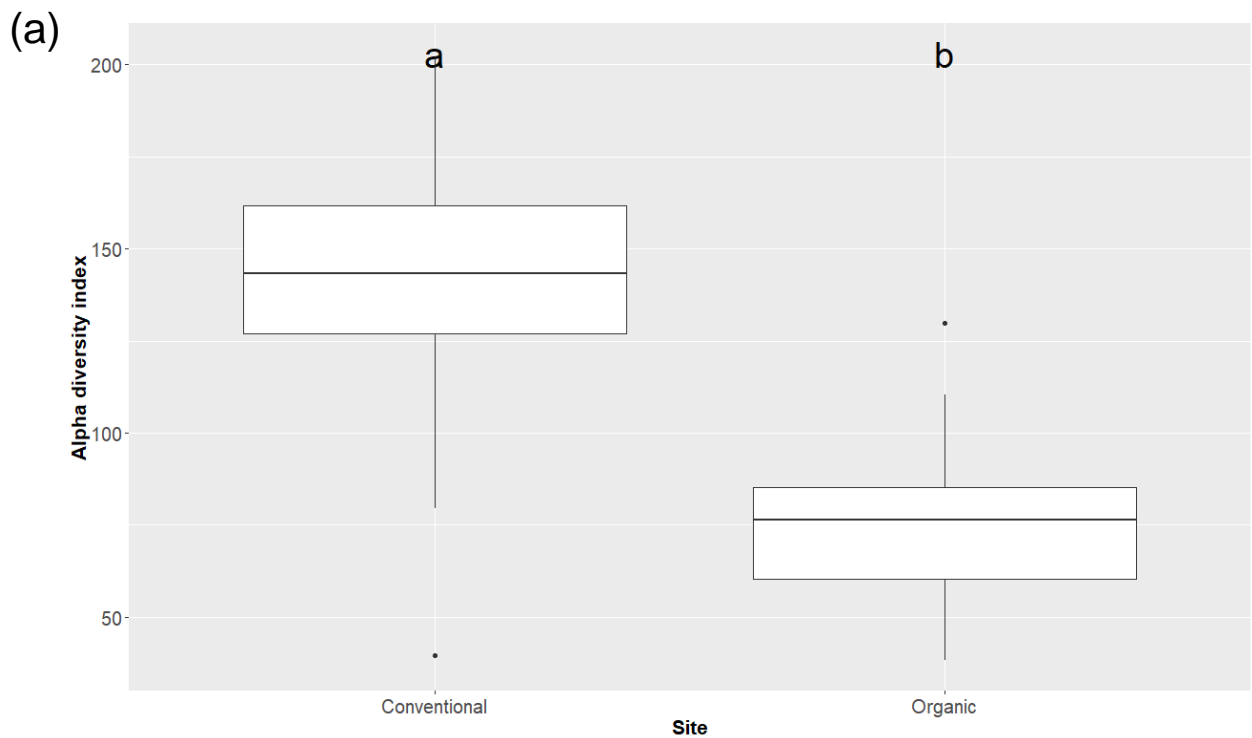 (a)
a
b
200
150
100
50
Alpha diversity index
Conventional
Organic
Site